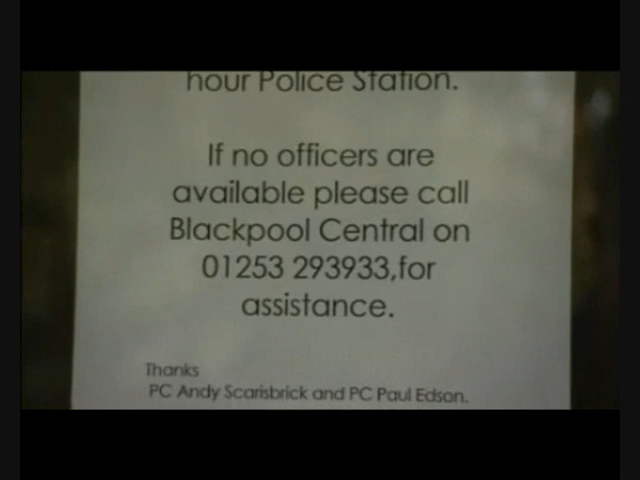 hour Police Station.
If no officers are
available please call
Blackpool Central on
01253 293933,for
assistance.
Thanks
PC Andy Scarisbrick and PC Paul Edson.